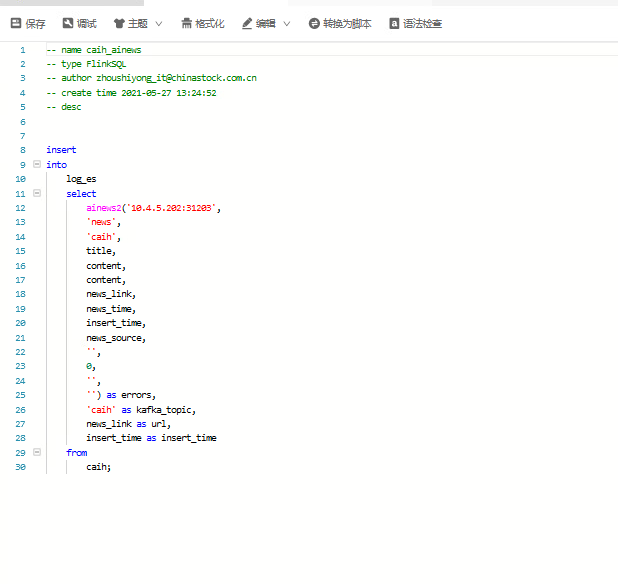 保存 调试 主题 格式化 编辑 转换为脚本 a 语法检查
1 -- name caih_ainews
2 -- type FlinkSQL
3 -- author zhoushiyong_it@chinastock.com.cn
4 -- create time 2021-05-27 13:24:52
5 -- desc
6
7
8 insert
9 into
10 log_es
11 select
12 ainews2('10.4.5.202:31203',
13 'news',
14 'caih',
15 title,
16 content,
17 content,
18 news_link,
19 news_time,
20 insert_time,
21 news_source,
22 '',
23 0,
24 '',
25 '') as errors,
26 'caih' as kafka_topic,
27 news_link as url,
28 insert_time as insert_time
29 from
30 caih;